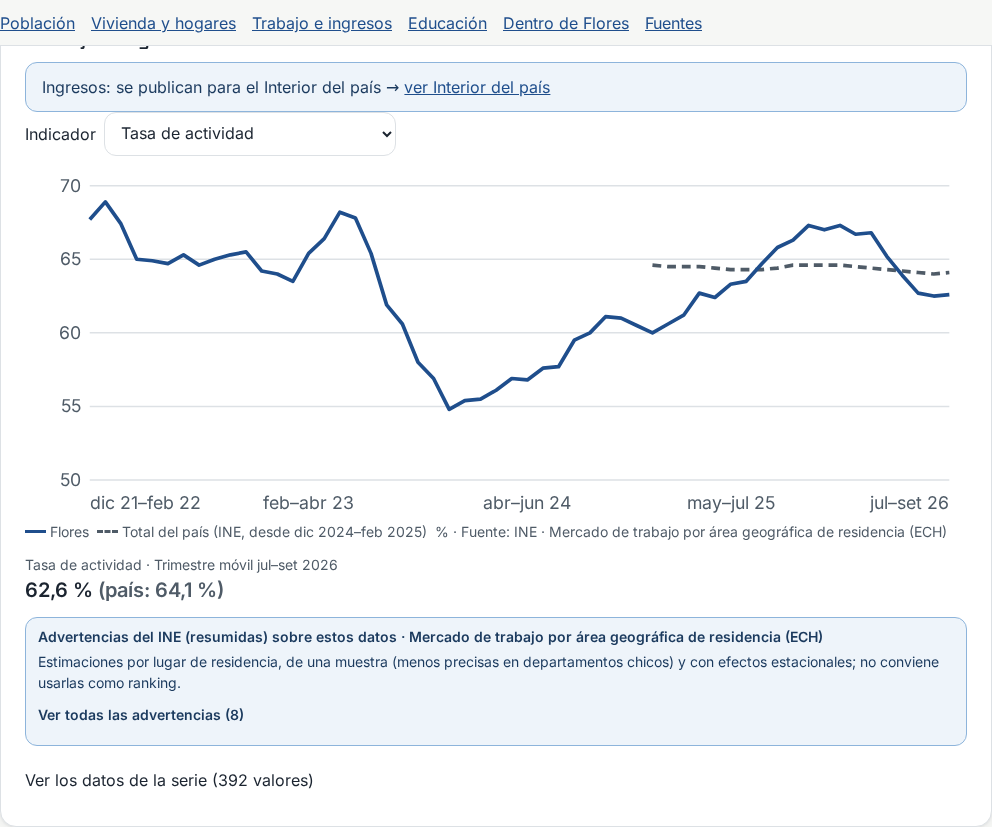 Población Vivienda y hogares Trabajo e ingresos Educación Dentro de Flores Fuentes
Ingresos: se publican para el Interior del país → ver Interior del país
Indicador Tasa de actividad
70
65
60
55
50
dic 21–feb 22 feb–abr 23 abr–jun 24 may–jul 25 jul–set 26
Flores Total del país (INE, desde dic 2024–feb 2025) % · Fuente: INE · Mercado de trabajo por área geográfica de residencia (ECH)
Tasa de actividad · Trimestre móvil jul–set 2026
62,6 % (país: 64,1 %)
Advertencias del INE (resumidas) sobre estos datos · Mercado de trabajo por área geográfica de residencia (ECH)
Estimaciones por lugar de residencia, de una muestra (menos precisas en departamentos chicos) y con efectos estacionales; no conviene
usarlas como ranking.
Ver todas las advertencias (8)
Ver los datos de la serie (392 valores)